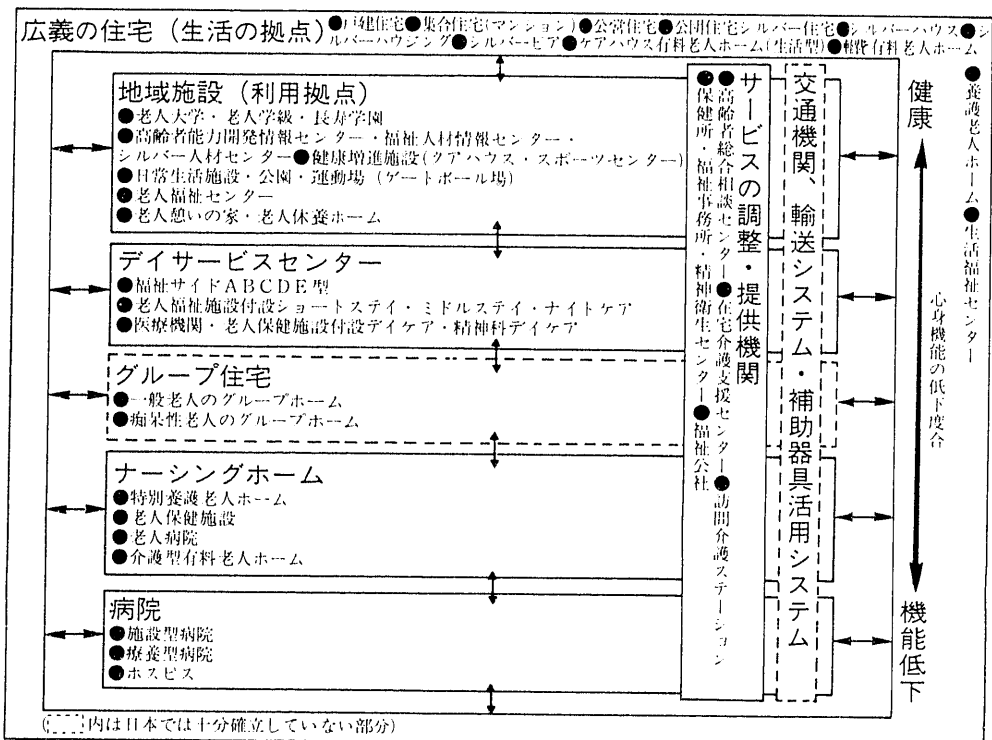 広義の住宅(生活の拠点)●戸建住宅●集合住宅(マンション)●公営住宅●公団住宅シルバー住宅●シルバーハウス●シ
ルバーハウジング●シルバーピア●ケアハウス有料老人ホーム(生活型)●軽費有料老人ホーム
●養護老人ホーム●生活福祉センター
地域施設(利用拠点)
●老人大学・老人学級・長寿学園
●高齢者能力開発情報センター・福祉人材情報センター・
シルバー人材センター●健康増進施設(クアハウス・スポーツセンター)
●日常生活施設・公園・運動場(ゲートボール場)
●老人福祉センター
●老人憩いの家・老人休養ホーム
デイサービスセンター
●福祉サイドABCDE型
●老人福祉施設付設ショートステイ・ミドルステイ・ナイトケア
●医療機関・老人保健施設付設デイケア・精神科デイケア
グループ住宅
●一般老人のグループホーム
●痴呆性老人のグループホーム
ナーシングホーム
●特別養護老人ホーム
●老人保健施設
●老人病院
●介護型有料老人ホーム
病院
●施設型病院
●療養型病院
●ホスピス
サービスの調整・提供機関
●高齢者総合相談センター●在宅介護支援センター●訪問介護ステーション
●保健所・福祉事務所・精神衛生センター●福祉公社
交通機関、輸送システム・補助器具活用システム
健康
心身機能の低下度合
機能低下
(内は日本では十分確立していない部分)